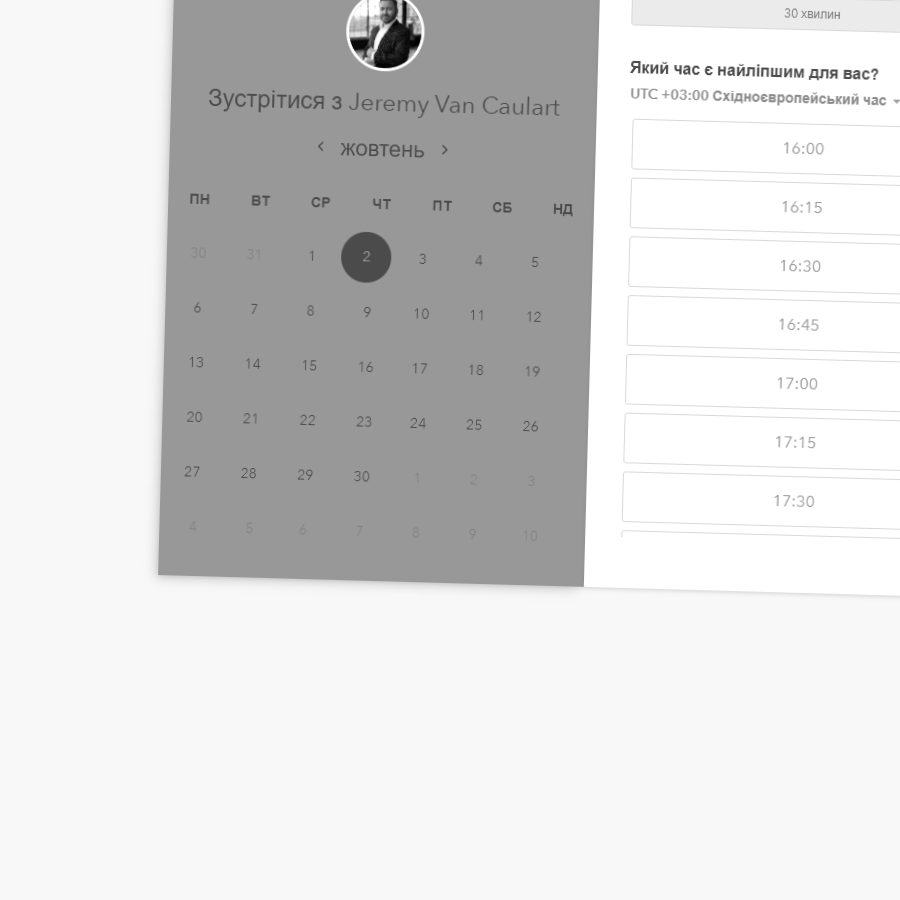 Зустрітися з Jeremy Van Caulart
жовтень
ПН ВТ СР ЧТ ПТ СБ НД
30 31 1 2 3 4 5
6 7 8 9 10 11 12
13 14 15 16 17 18 19
20 21 22 23 24 25 26
27 28 29 30 1 2 3
4 5 6 7 8 9 10
30 хвилин
Який час є найліпшим для вас?
UTC +03:00 Східноєвропейський час
16:00
16:15
16:30
16:45
17:00
17:15
17:30